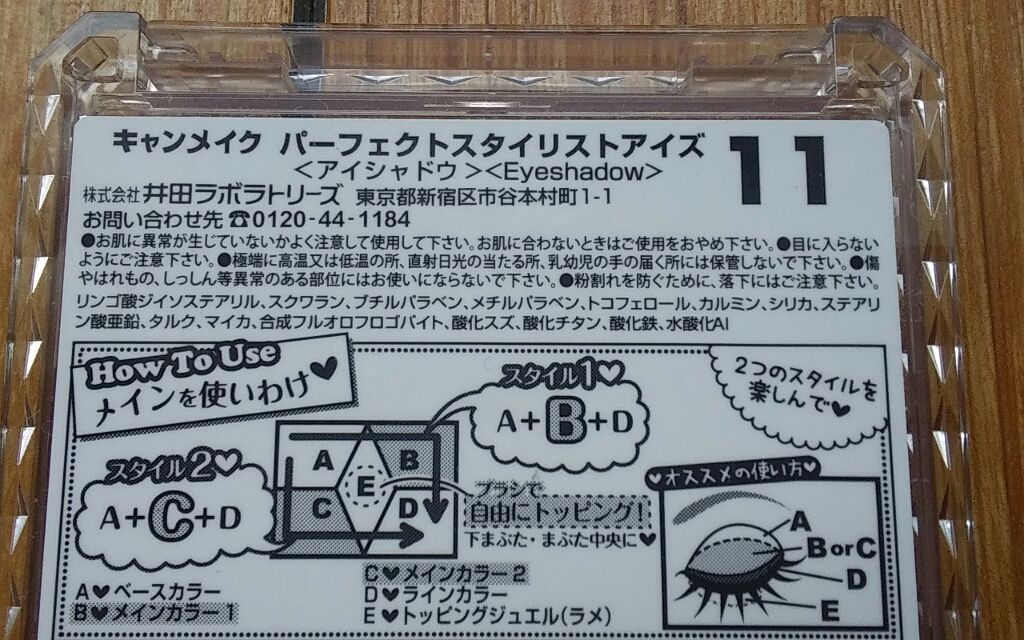 キャンメイク パーフェクトスタイリストアイズ
11
<アイシャドウ><Eyeshadow>
株式会社 井田ラボラトリーズ 東京都新宿区市谷本村町1-1
お問い合わせ先☎0120-44-1184
●お肌に異常が生じていないかよく注意して使用して下さい。お肌に合わないときはご使用をおやめ下さい。●目に入らない
ようにご注意下さい。●極端に高温又は低温の所、直射日光の当たる所、乳幼児の手の届く所には保管しないで下さい。●傷
やはれもの、しっしん等異常のある部位にはお使いにならないで下さい。●粉割れを防ぐために、落下にはご注意下さい。
リンゴ酸ジイソステアリル、スクワラン、ブチルパラベン、メチルパラベン、トコフェロール、カルミン、シリカ、ステアリ
ン酸亜鉛、タルク、マイカ、合成フルオロフロゴパイト、酸化スズ、酸化チタン、酸化鉄、水酸化Al
How To Use
メインを使いわけ♥
スタイル1♡
A+B+D
2つのスタイルを
楽しんで♥
スタイル2♡
A+C+D
A
B
C
D
E
ブラシで
自由にトッピング!
下まぶた・まぶた中央に♥
♥オススメの使い方♥
A
B or C
D
E
A♥ベースカラー
B♥メインカラー1
C♥メインカラー2
D♥ラインカラー
E♥トッピングジュエル(ラメ)